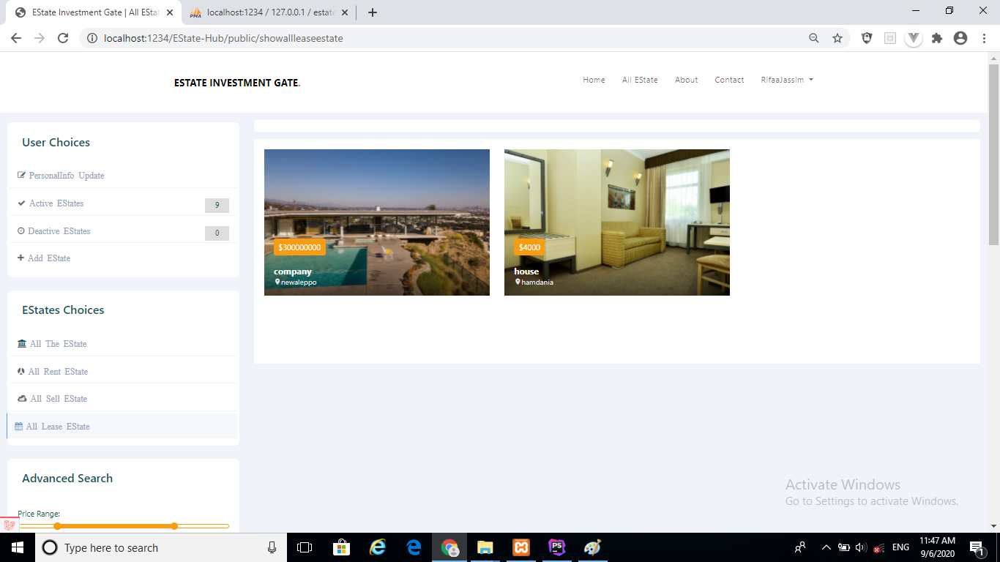 EState Investment Gate | All ESta
localhost:1234 / 127.0.0.1 / estate
localhost:1234/EState-Hub/public/showallleaseestate
ESTATE INVESTMENT GATE.
Home All EState About Contact RifaaJassim
User Choices
PersonalInfo Update
Active EStates 9
Deactive EStates 0
Add EState
EStates Choices
All The EState
All Rent EState
All Sell EState
All Lease EState
Advanced Search
Price Range:
$300000000
company
newaleppo
$4000
house
hamdania
Activate Windows
Go to Settings to activate Windows.
Type here to search
ENG
11:47 AM
9/6/2020
1